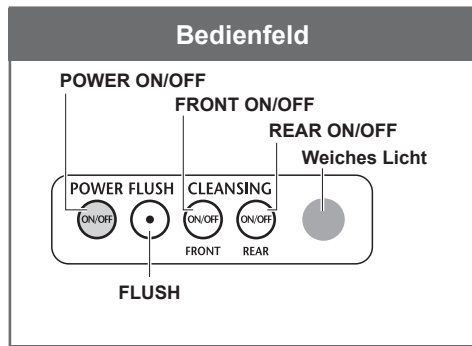 Bedienfeld
POWER ON/OFF
FRONT ON/OFF
REAR ON/OFF
Weiches Licht
POWER FLUSH CLEANSING
ON/OFF ON/OFF ON/OFF
FRONT REAR
FLUSH